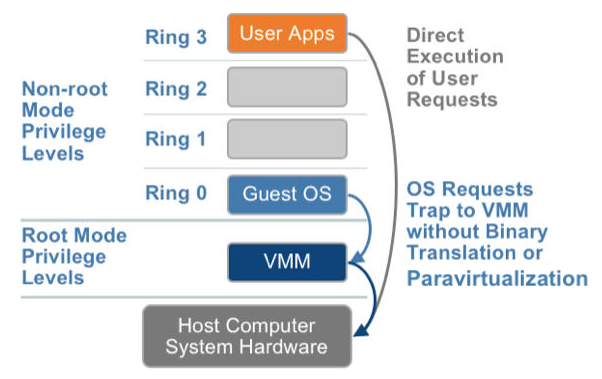 Ring 3
User Apps
Direct
Execution
of User
Requests
Non-root
Mode
Privilege
Levels
Ring 2
Ring 1
Ring 0
Guest OS
OS Requests
Trap to VMM
without Binary
Translation or
Paravirtualization
Root Mode
Privilege
Levels
VMM
Host Computer
System Hardware